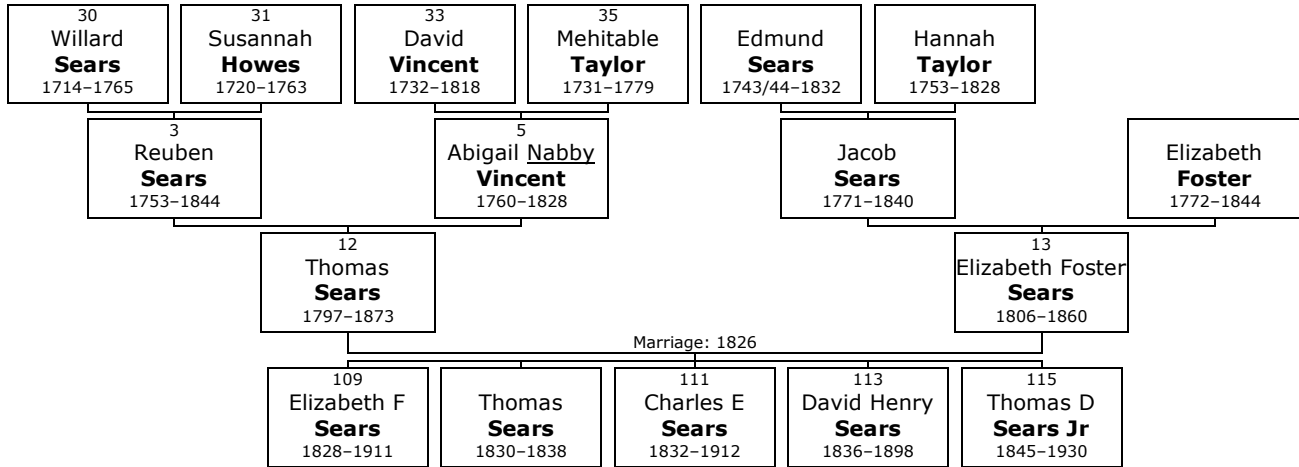 30
Willard
Sears
1714–1765
31
Susannah
Howes
1720–1763
33
David
Vincent
1732–1818
35
Mehitable
Taylor
1731–1779
Edmund
Sears
1743/44–1832
Hannah
Taylor
1753–1828
3
Reuben
Sears
1753–1844
5
Abigail Nabby
Vincent
1760–1828
Jacob
Sears
1771–1840
Elizabeth
Foster
1772–1844
12
Thomas
Sears
1797–1873
13
Elizabeth Foster
Sears
1806–1860
Marriage: 1826
109
Elizabeth F
Sears
1828–1911
Thomas
Sears
1830–1838
111
Charles E
Sears
1832–1912
113
David Henry
Sears
1836–1898
115
Thomas D
Sears Jr
1845–1930